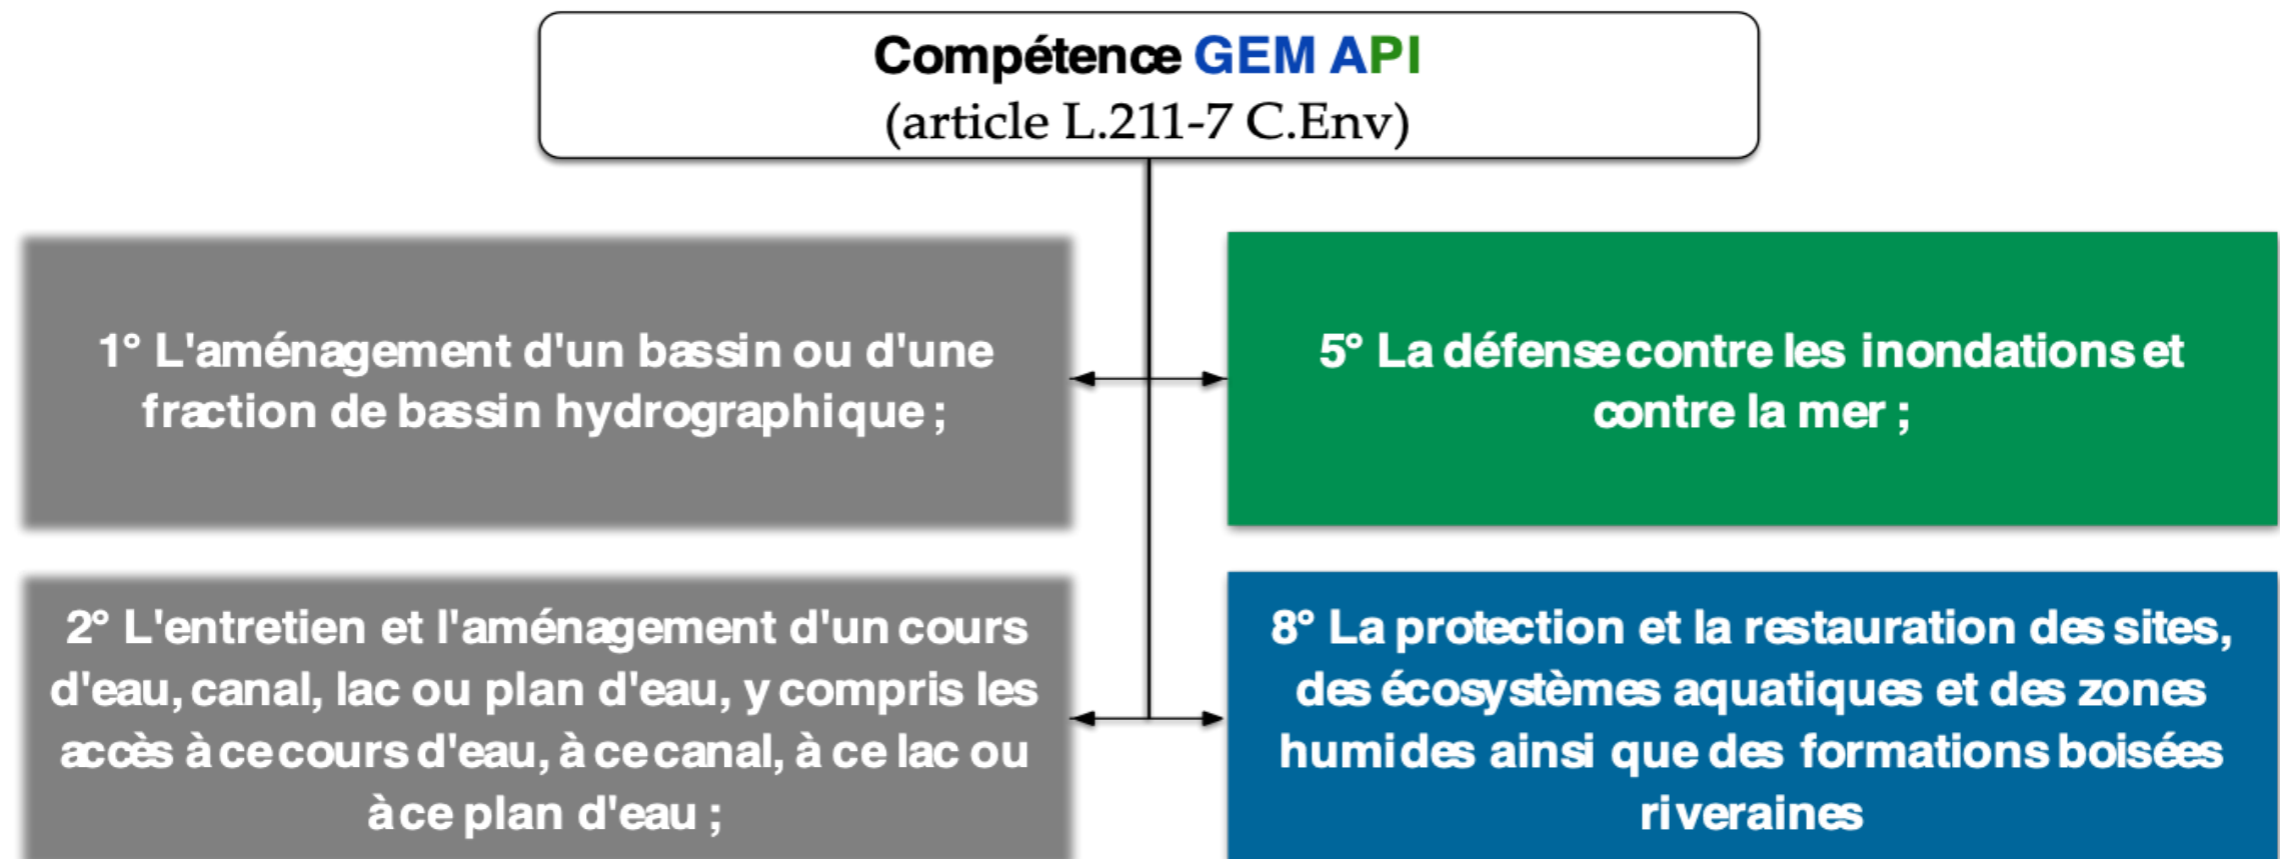 Compétence GEM API
(article L.211-7 C.Env)
1° L'aménagement d'un bassin ou d'une
fraction de bassin hydrographique ;
5° La défense contre les inondations et
contre la mer ;
2° L'entretien et l'aménagement d'un cours
d'eau, canal, lac ou plan d'eau, y compris les
accès à ce cours d'eau, à ce canal, à ce lac ou
à ce plan d'eau ;
8° La protection et la restauration des sites,
des écosystèmes aquatiques et des zones
humides ainsi que des formations boisées
riveraines